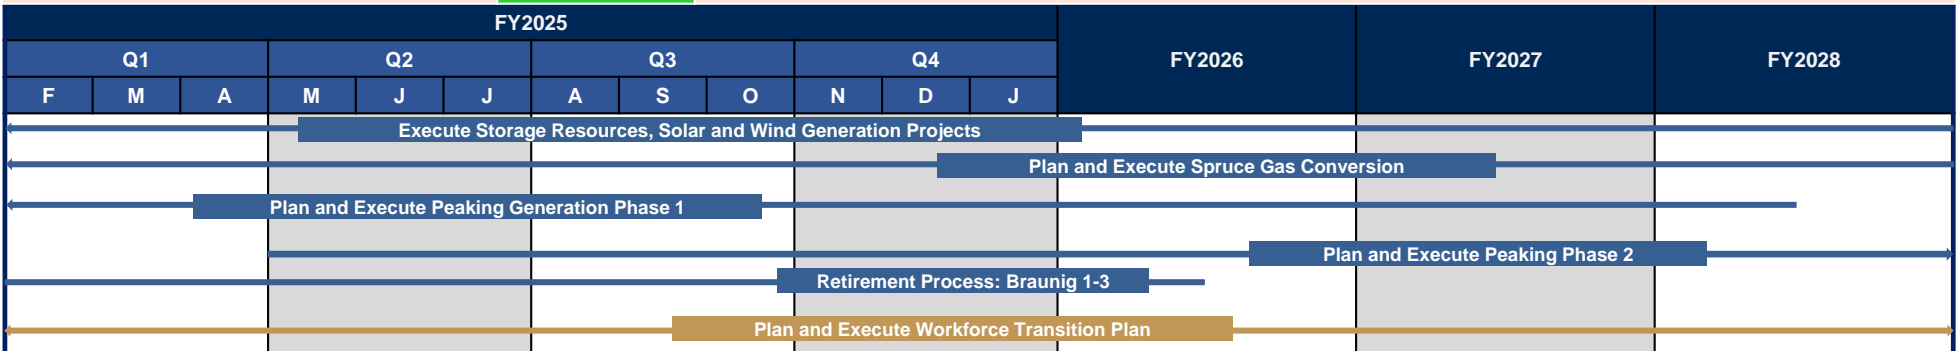 FY2025
FY2026 FY2027 FY2028
Q1 Q2 Q3 Q4
F M A M J J A S O N D J
Execute Storage Resources, Solar and Wind Generation Projects
Plan and Execute Spruce Gas Conversion
Plan and Execute Peaking Generation Phase 1
Plan and Execute Peaking Phase 2
Retirement Process: Braunig 1-3
Plan and Execute Workforce Transition Plan